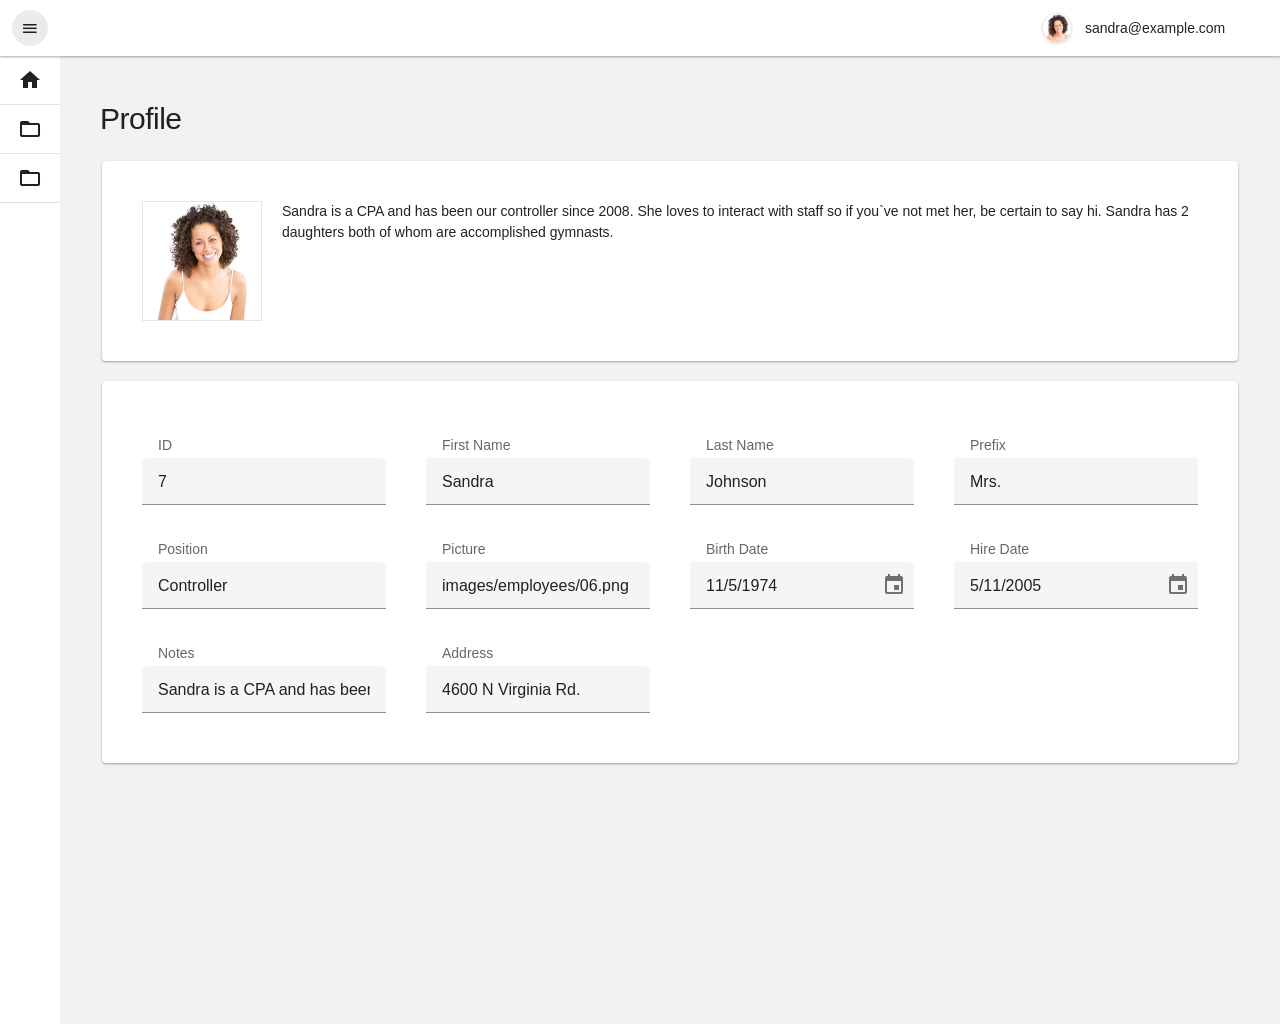 sandra@example.com
Profile
Sandra is a CPA and has been our controller since 2008. She loves to interact with staff so if you`ve not met her, be certain to say hi. Sandra has 2
daughters both of whom are accomplished gymnasts.
ID
First Name
Last Name
Prefix
7
Sandra
Johnson
Mrs.
Position
Picture
Birth Date
Hire Date
Controller
images/employees/06.png
11/5/1974
5/11/2005
Notes
Address
Sandra is a CPA and has been
4600 N Virginia Rd.